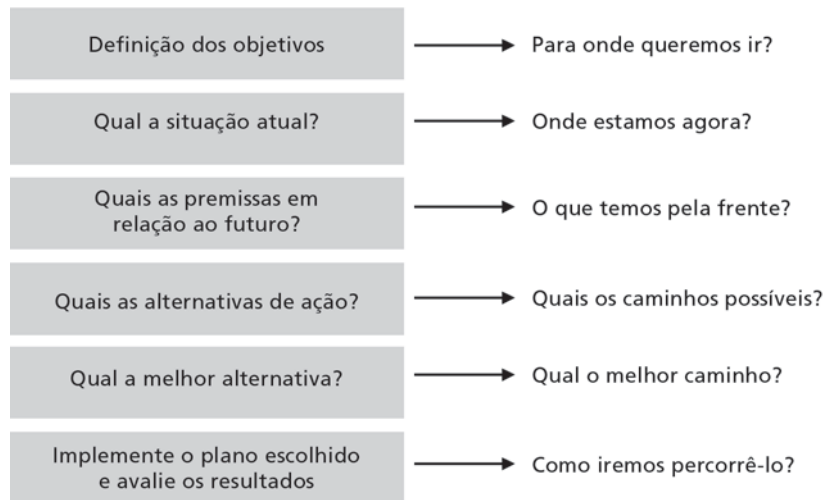 Definição dos objetivos
Para onde queremos ir?
Qual a situação atual?
Onde estamos agora?
Quais as premissas em
relação ao futuro?
O que temos pela frente?
Quais as alternativas de ação?
Quais os caminhos possíveis?
Qual a melhor alternativa?
Qual o melhor caminho?
Implemente o plano escolhido
e avalie os resultados
Como iremos percorrê-lo?